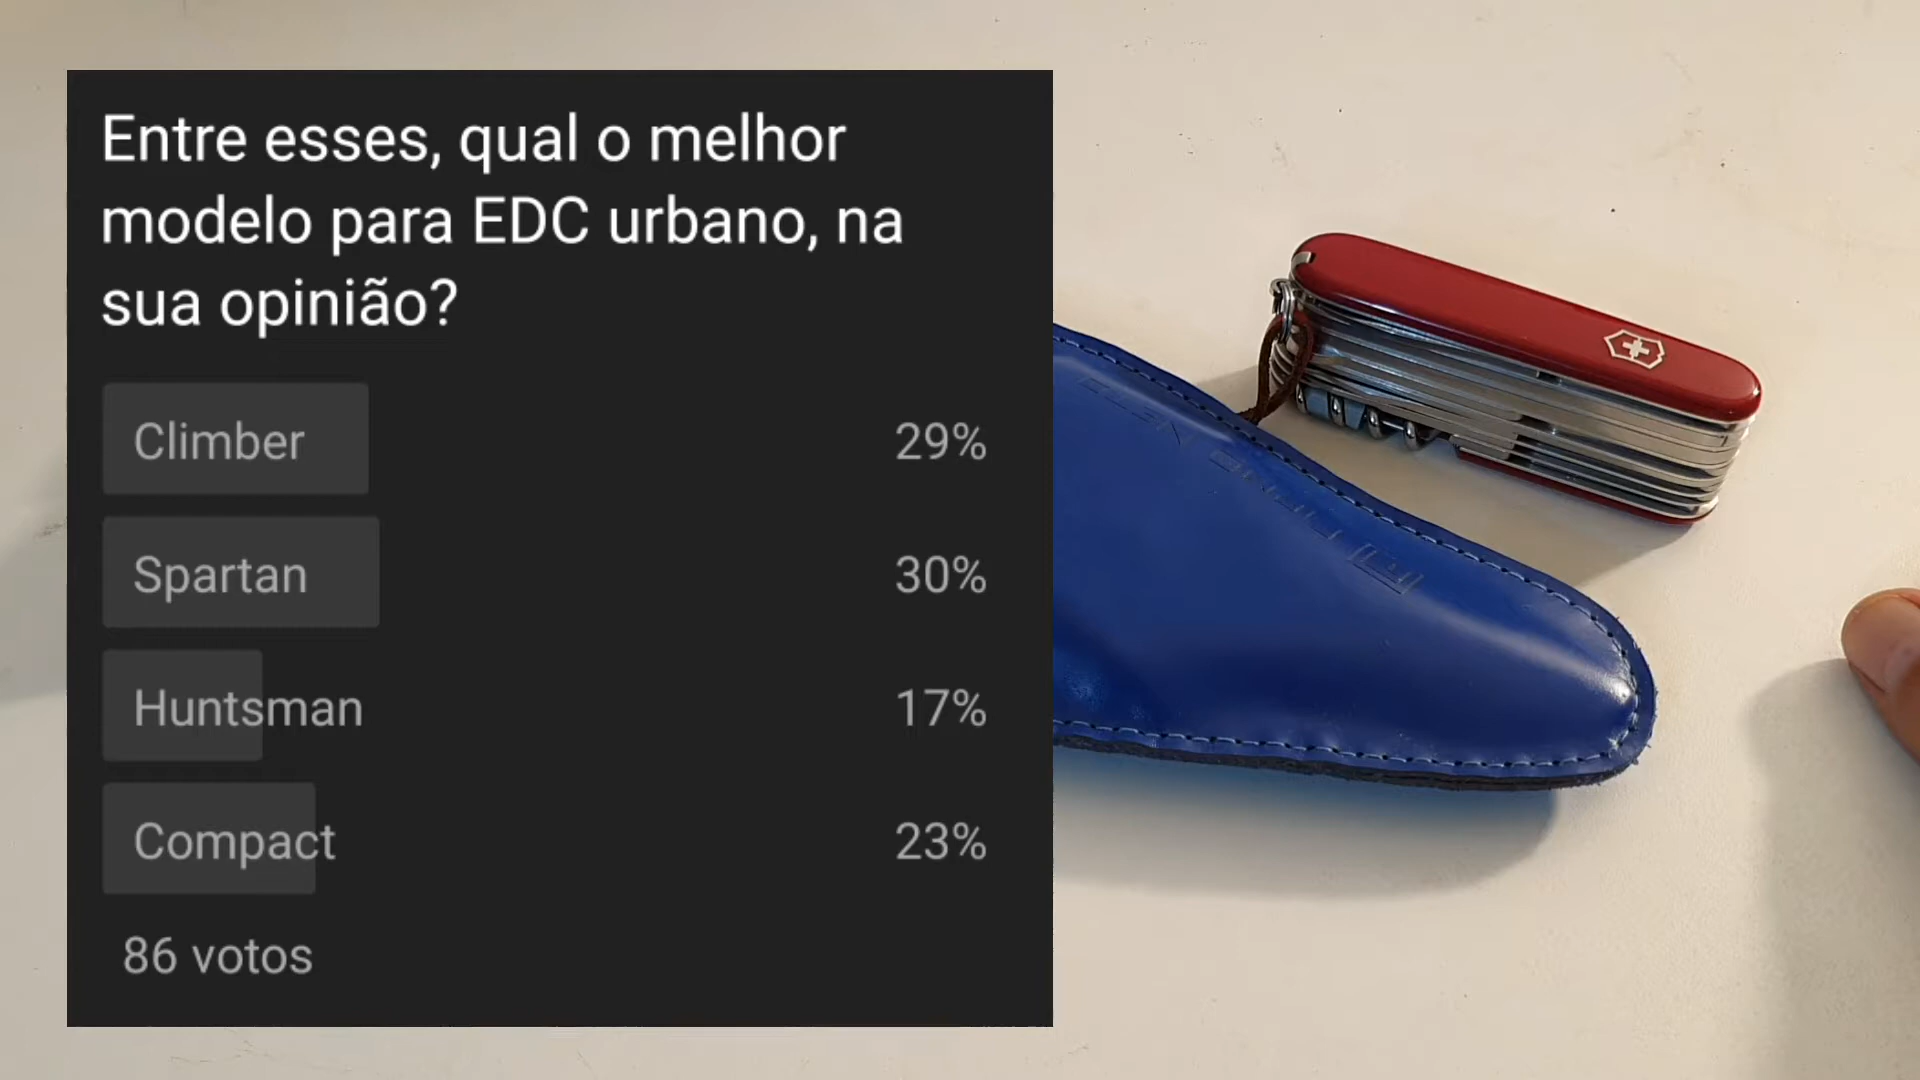 Entre esses, qual o melhor
modelo para EDC urbano, na
sua opinião?
Climber 29%
Spartan 30%
Huntsman 17%
Compact 23%
86 votos